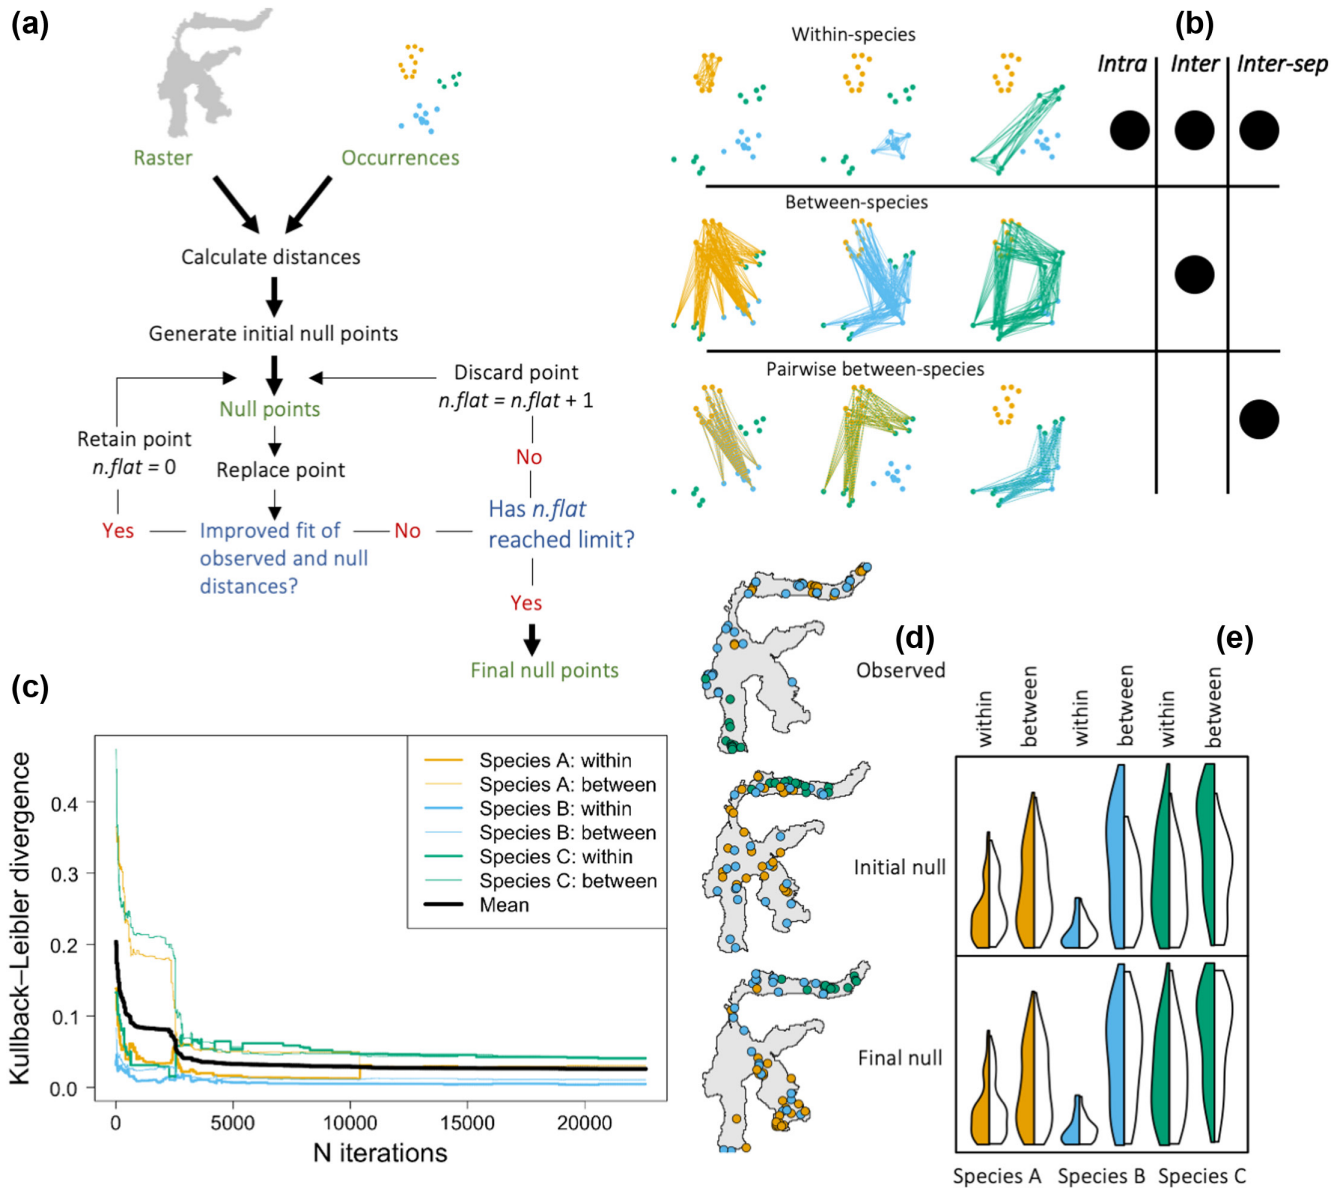 (a)
Raster
Occurrences
Calculate distances
Generate initial null points
Null points
Discard point
n.flat = n.flat + 1
Retain point
n.flat = 0
Replace point
No
Yes
Improved fit of
observed and null
distances?
No
Has n.flat
reached limit?
Yes
Final null points
(b)
Within-species
Intra
Inter
Inter-sep
Between-species
Pairwise between-species
(c)
Kullback–Leibler divergence
0.4
0.3
0.2
0.1
0.0
0
5000
10000
15000
20000
N iterations
Species A: within
Species A: between
Species B: within
Species B: between
Species C: within
Species C: between
Mean
(d)
Observed
Initial null
Final null
(e)
within
between
within
between
within
between
Species A
Species B
Species C